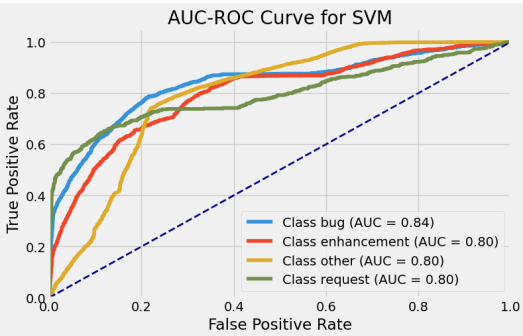 AUC-ROC Curve for SVM
True Positive Rate
1.0
0.8
0.6
0.4
0.2
0.0
0.0 0.2 0.4 0.6 0.8 1.0
False Positive Rate
Class bug (AUC = 0.84)
Class enhancement (AUC = 0.80)
Class other (AUC = 0.80)
Class request (AUC = 0.80)